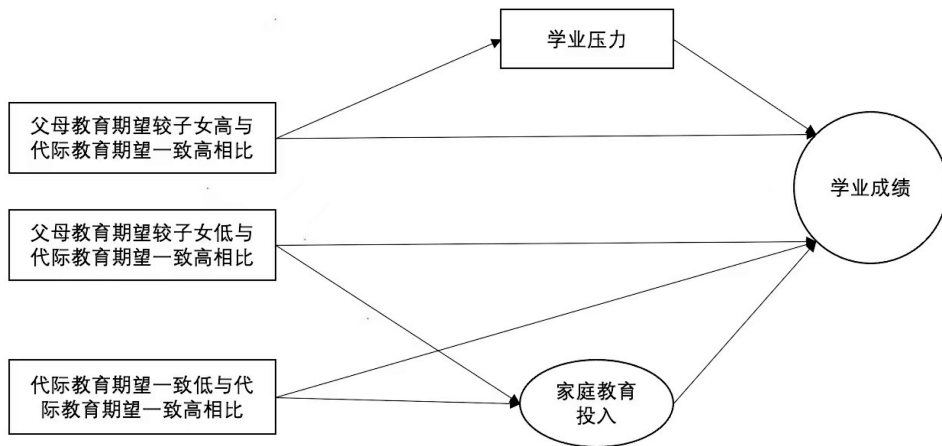 学业压力
父母教育期望较子女高与
代际教育期望一致高相比
学业成绩
父母教育期望较子女低与
代际教育期望一致高相比
代际教育期望一致低与代
际教育期望一致高相比
家庭教育
投入